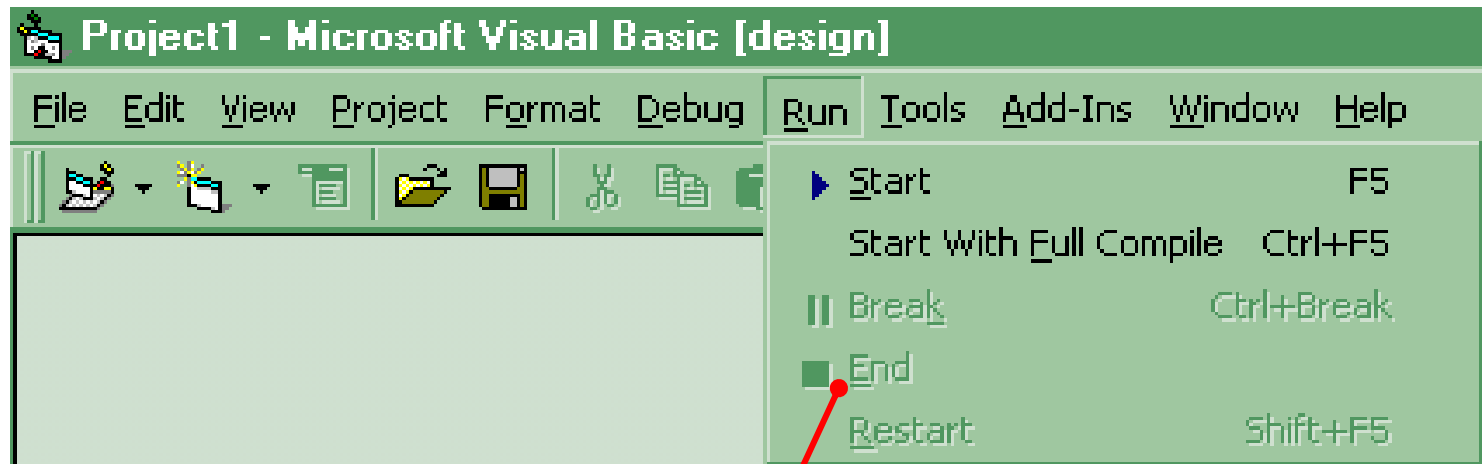 Project1 - Microsoft Visual Basic [design]
File Edit View Project Format Debug Run Tools Add-Ins Window Help
Start F5
Start With Full Compile Ctrl+F5
Break Ctrl+Break
End
Restart Shift+F5